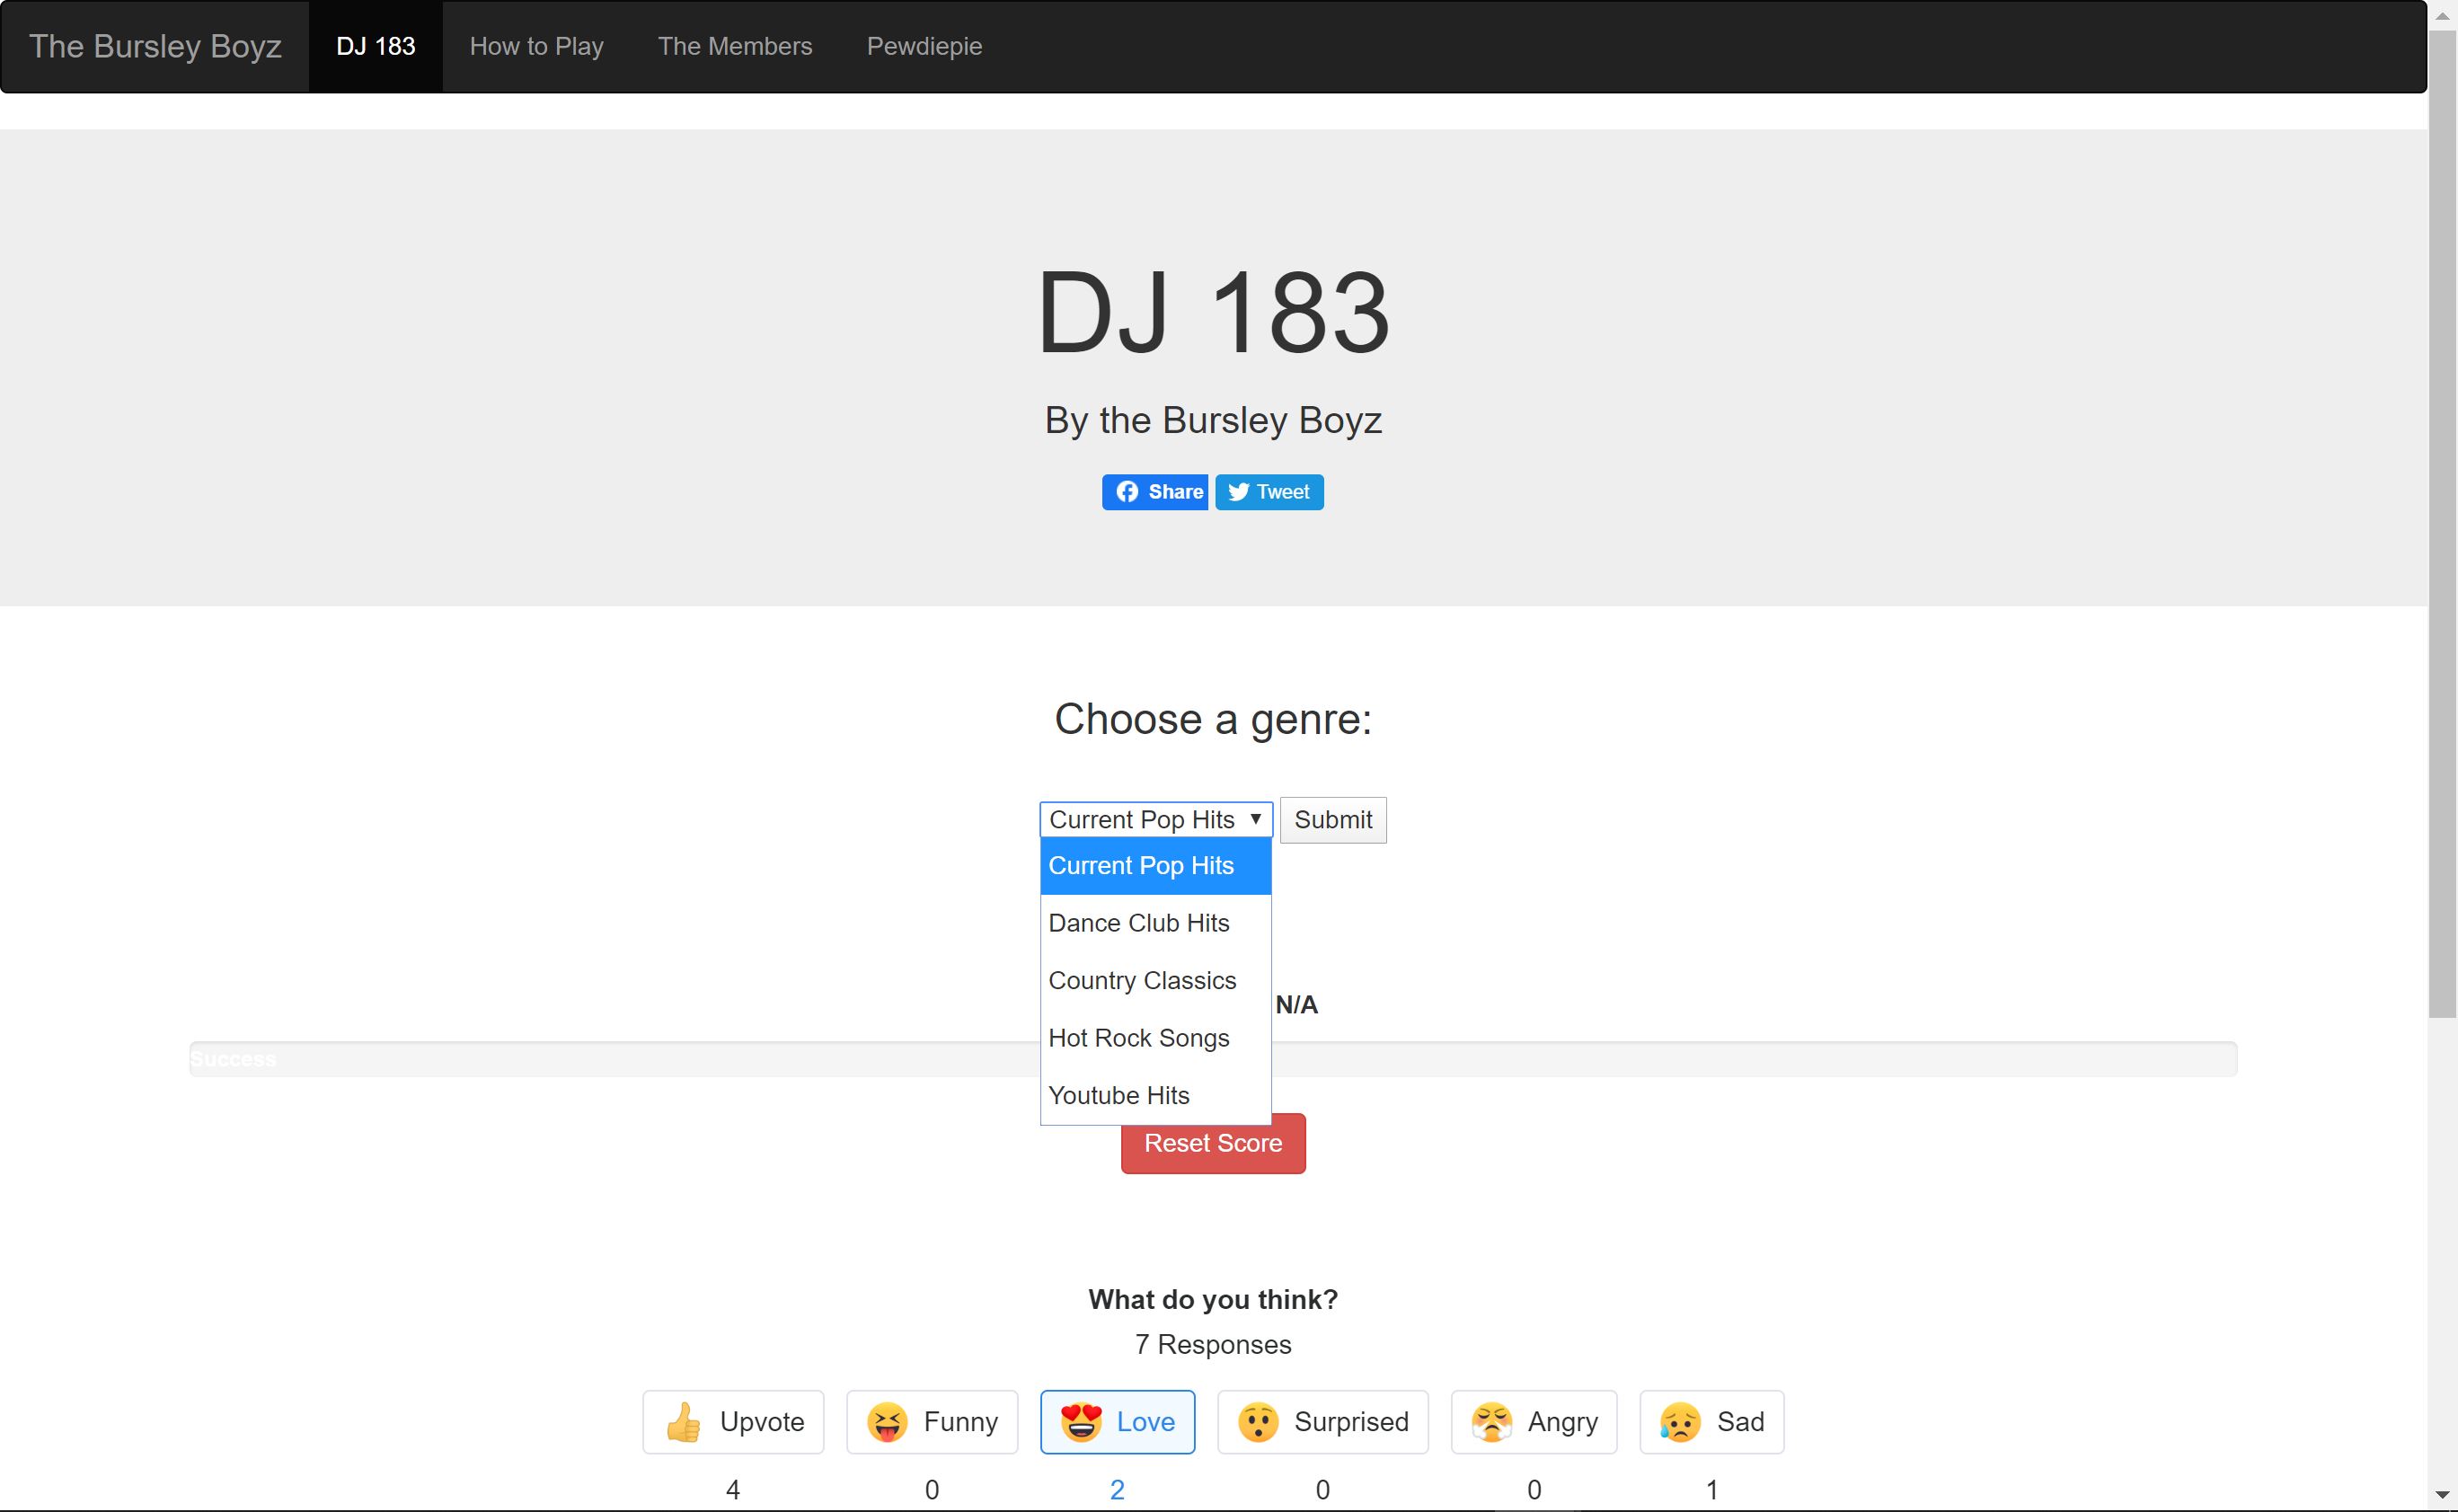 The Bursley Boyz DJ 183 How to Play The Members Pewdiepie
DJ 183
By the Bursley Boyz
Share Tweet
Choose a genre:
Current Pop Hits ▼ Submit
Current Pop Hits
Dance Club Hits
Country Classics
N/A
Hot Rock Songs
Success
Youtube Hits
Reset Score
What do you think?
7 Responses
Upvote Funny Love Surprised Angry Sad
4 0 2 0 0 1